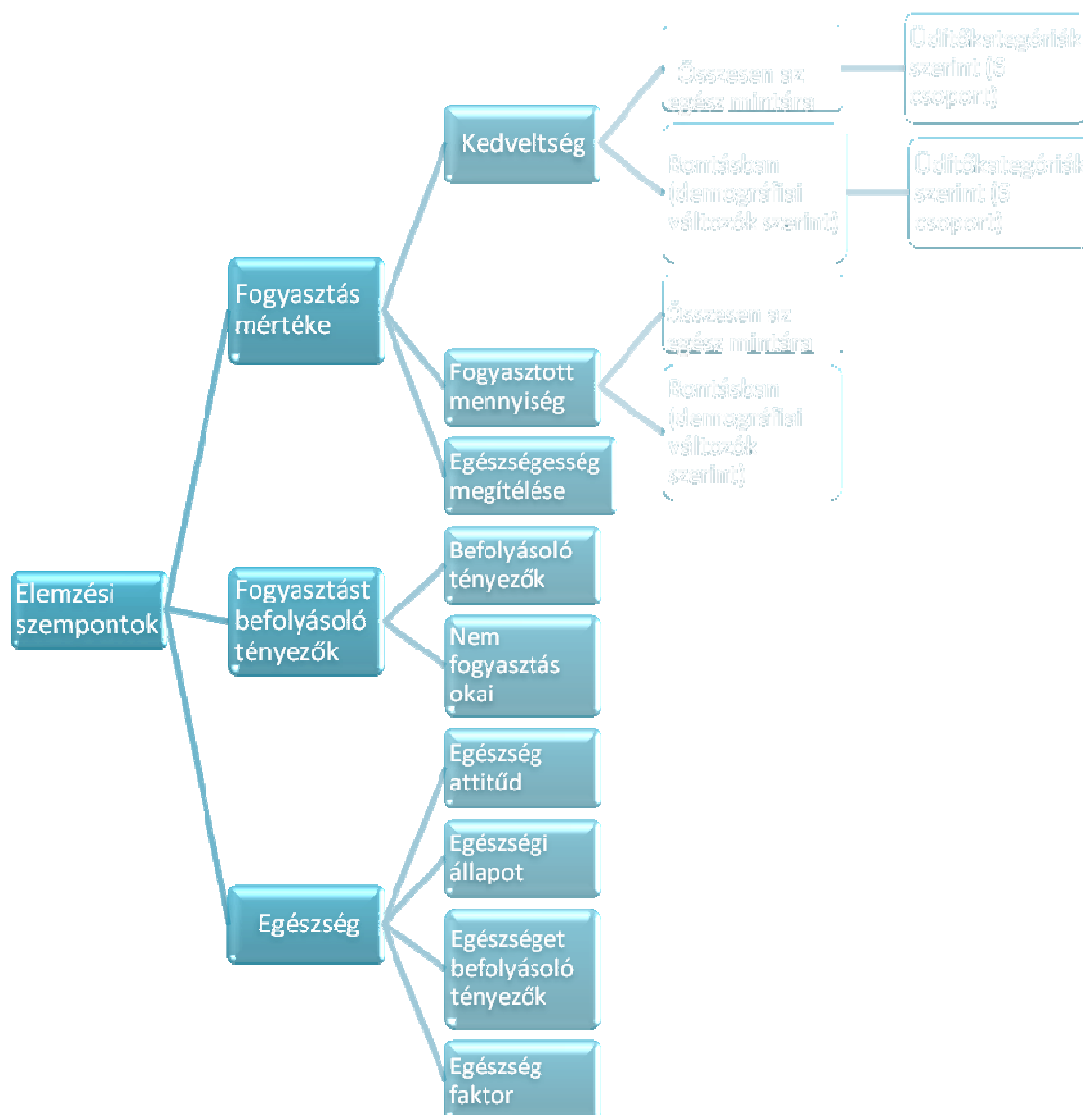 Elemzési
szempontok
Fogyasztás
mértéke
Kedveltség
Összesen az
egész mintára
Üdítőkategóriák
szerint (
csoport)
Bontásban
(demográfiai
változók szerint)
Üdítőkategóriák
szerint (
csoport)
Fogyasztott
mennyiség
Összesen az
egész mintára
Bontásban
(demográfiai
változók
szerint)
Egészségesség
megítélése
Fogyasztást
befolyásoló
tényezők
Befolyásoló
tényezők
Nem
fogyasztás
okai
Egészség
Egészség
attitűd
Egészségi
állapot
Egészséget
befolyásoló
tényezők
Egészség
faktor